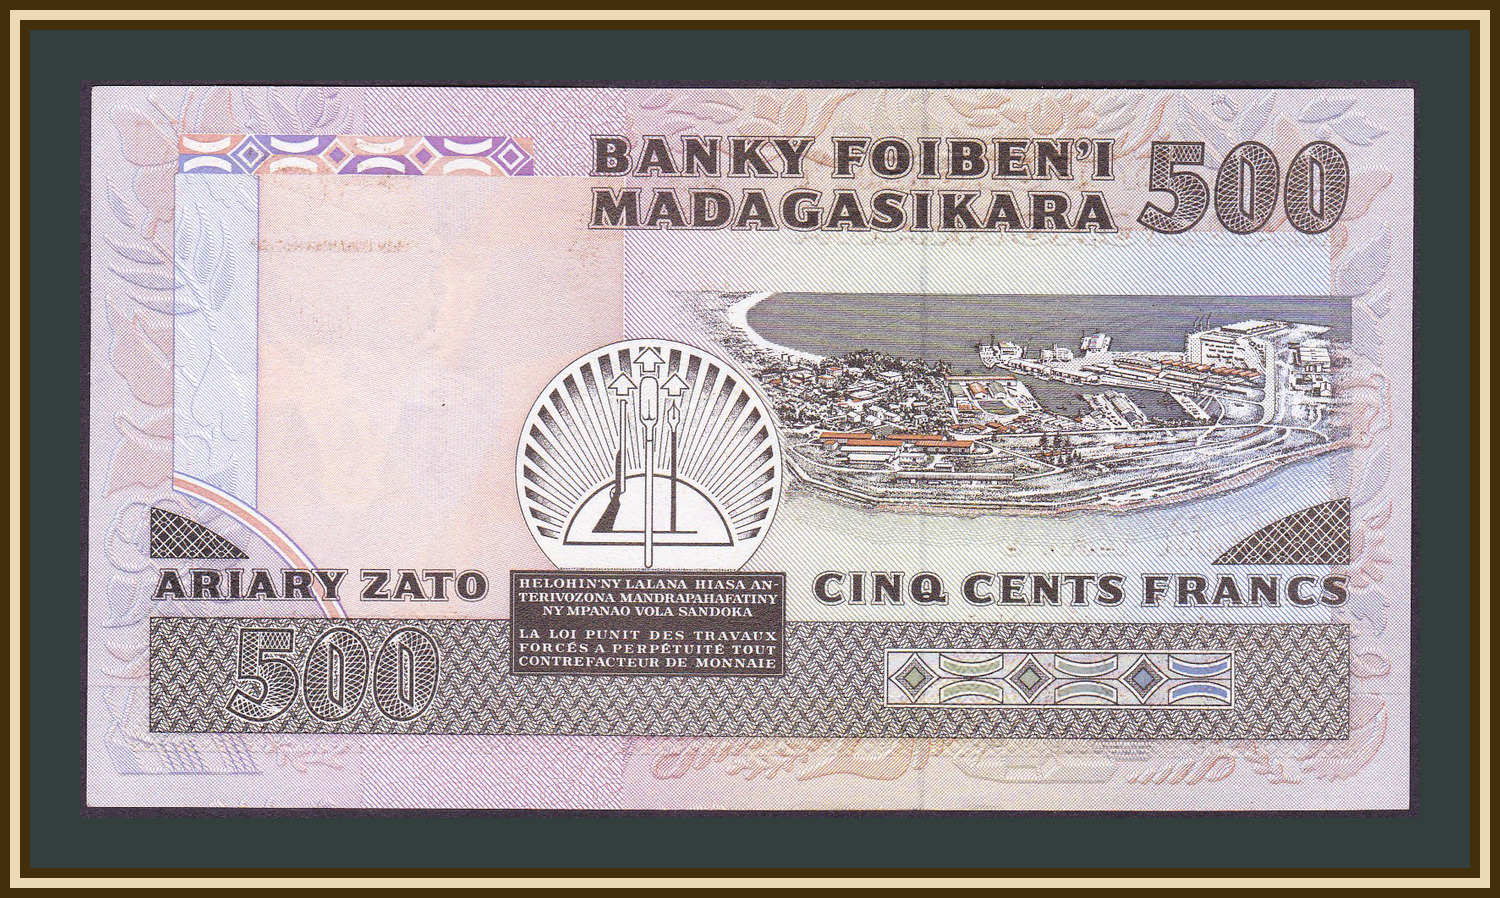 BANKY FOIBEN'I
MADAGASIKARA
500
ARIARY ZATO
HELOHIN'NY LALANA HIASA AN-
TERIVOZONA MANDRAPAHAFATINY
NY MPANAO VOLA SANDOKA
LA LOI PUNIT DES TRAVAUX
FORCÉS A PERPÉTUITÉ TOUT
CONTREFACTEUR DE MONNAIE
CINQ CENTS FRANCS
500